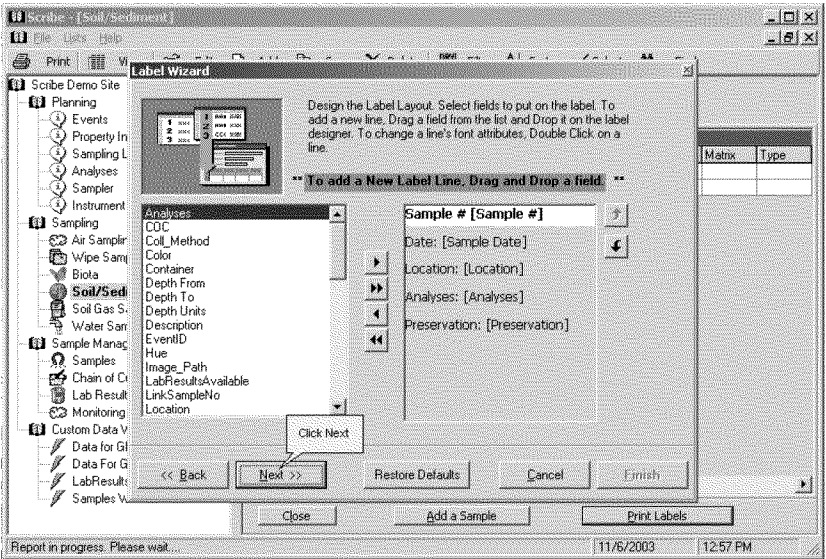 Scribe - [Soil/Sediment]
File Lists Help
Print
Label Wizard
Scribe Demo Site
Planning
Events
Property In
Sampling L
Analyses
Sampler
Instrument
Sampling
Air Samplin
Wipe Sam
Biota
Soil/Sedi
Soil Gas S
Water Sam
Sample Manag
Samples
Chain of Cu
Lab Result
Monitoring
Custom Data V
Data for GI
Data For G
LabResults
Samples W
Design the Label Layout. Select fields to put on the label. To
add a new line, Drag a field from the list and Drop it on the label
designer. To change a line's font attributes, Double Click on a
line.
** To add a New Label Line, Drag and Drop a field. **
Analyses
COC
Coll_Method
Color
Container
Depth From
Depth To
Depth Units
Description
EventID
Hue
Image_Path
LabResultsAvailable
LinkSampleNo
Location
Sample # [Sample #]
Date: [Sample Date]
Location: [Location]
Analyses: [Analyses]
Preservation: [Preservation]
Matrix Type
Click Next
<< Back Next >> Restore Defaults Cancel Finish
Close Add a Sample Print Labels
Report in progress. Please wait.... 11/6/2003 12:57 PM